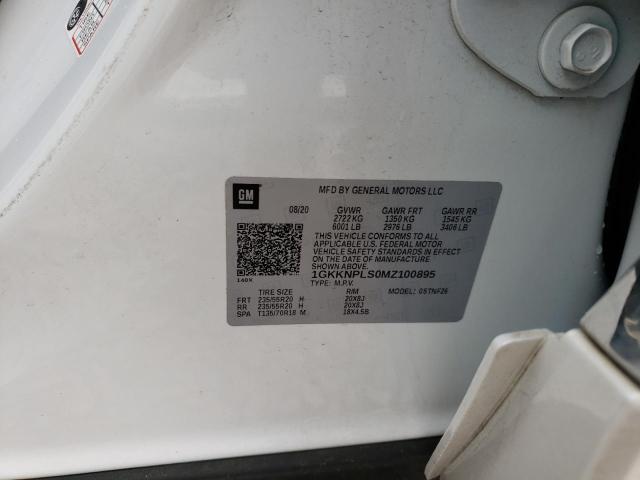 GM
MFD BY GENERAL MOTORS LLC
08/20 GVWR GAWR FRT GAWR RR
2722 KG 1350 KG 1545 KG
6001 LB 2976 LB 3406 LB
THIS VEHICLE CONFORMS TO ALL
APPLICABLE U.S. FEDERAL MOTOR
VEHICLE SAFETY STANDARDS IN EFFECT
ON THE DATE OF MANUFACTURE SHOWN ABOVE.
1GKKNPLS0MZ100895
140X TYPE: M.P.V.
TIRE SIZE RIM MODEL: 0STNF26
FRT 235/55R20 H 20X8J
RR 235/55R20 H 20X8J
SPA T135/70R18 M 18X4.5B